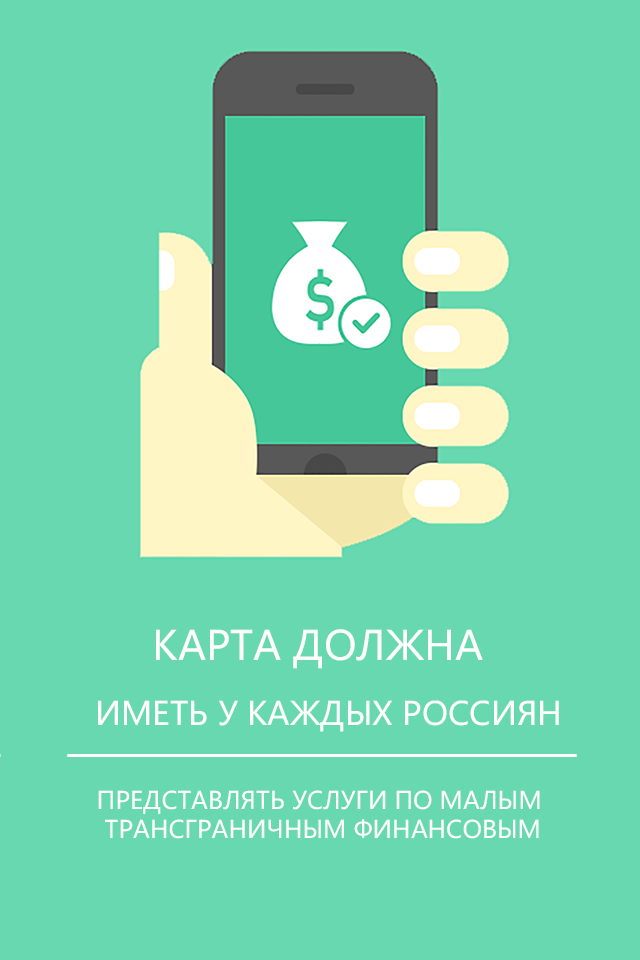 $
КАРТА ДОЛЖНА
ИМЕТЬ У КАЖДЫХ РОССИЯН
ПРЕДСТАВЛЯТЬ УСЛУГИ ПО МАЛЫМ
ТРАНСГРАНИЧНЫМ ФИНАНСОВЫМ